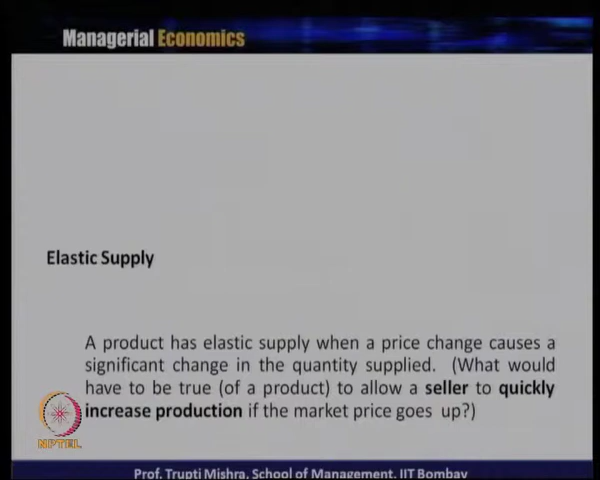 Managerial Economics
Elastic Supply
A product has elastic supply when a price change causes a
significant change in the quantity supplied. (What would
have to be true (of a product) to allow a seller to quickly
increase production if the market price goes up?)
NPTEL
Prof. Trupti Mishra, School of Management, IIT Bombay